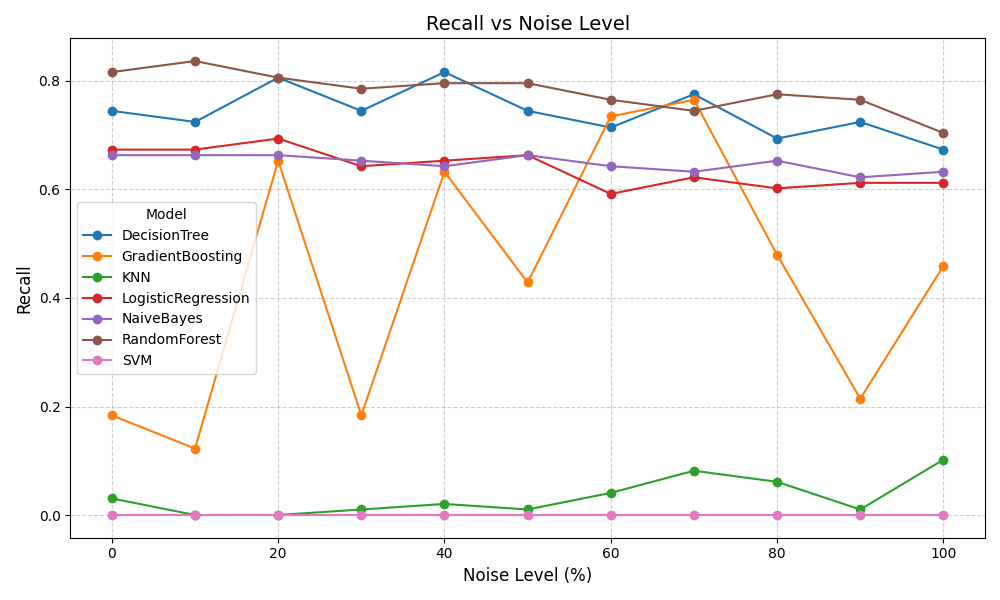 Recall vs Noise Level
Recall
0.8
0.6
0.4
0.2
0.0
Model
DecisionTree
GradientBoosting
KNN
LogisticRegression
NaiveBayes
RandomForest
SVM
0 20 40 60 80 100
Noise Level (%)